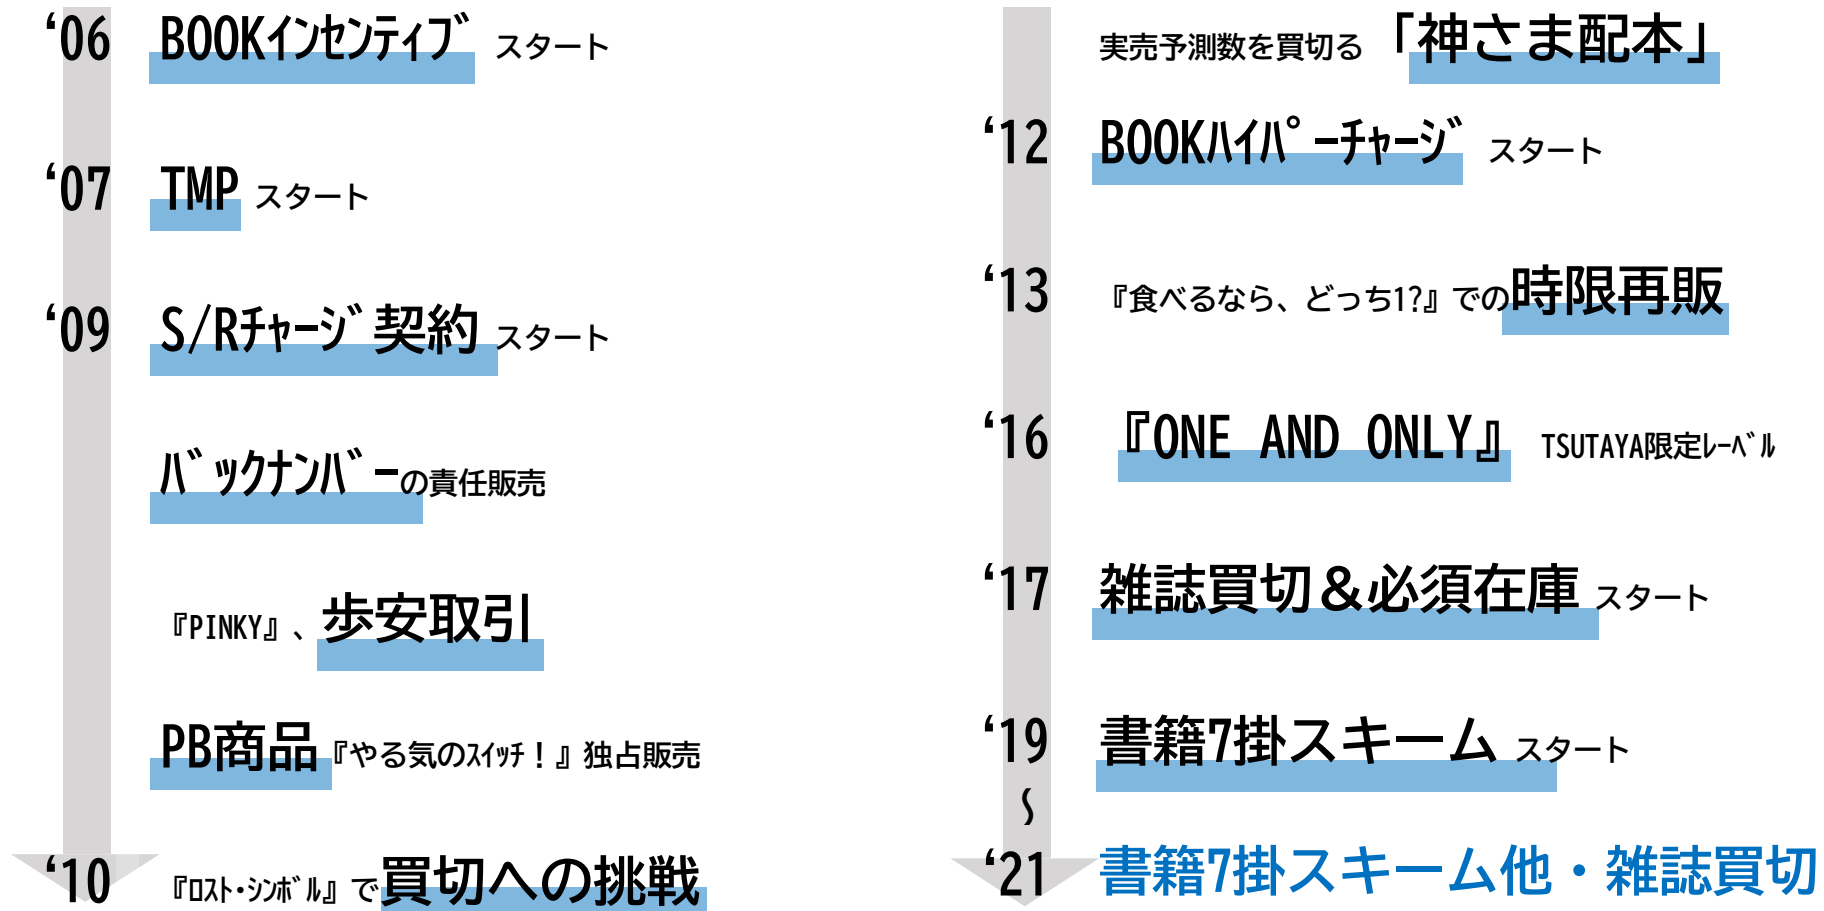 ‘06 BOOKｲﾝｾﾝﾃｨﾌﾞ スタート
‘07 TMP スタート
‘09 S/Rﾁｬｰｼﾞ契約 スタート
ﾊﾞｯｸﾅﾝﾊﾞｰの責任販売
『PINKY』、歩安取引
PB商品『やる気のｽｲｯﾁ！』独占販売
‘10 『ﾛｽﾄ･ｼﾝﾎﾞﾙ』で買切への挑戦
実売予測数を買切る「神さま配本」
‘12 BOOKﾊｲﾊﾟｰﾁｬｰｼﾞ スタート
‘13 『食べるなら、どっち1?』での時限再販
‘16 『ONE AND ONLY』 TSUTAYA限定ﾚｰﾍﾞﾙ
‘17 雑誌買切＆必須在庫 スタート
‘19 書籍7掛スキーム スタート
～
‘21 書籍7掛スキーム他・雑誌買切